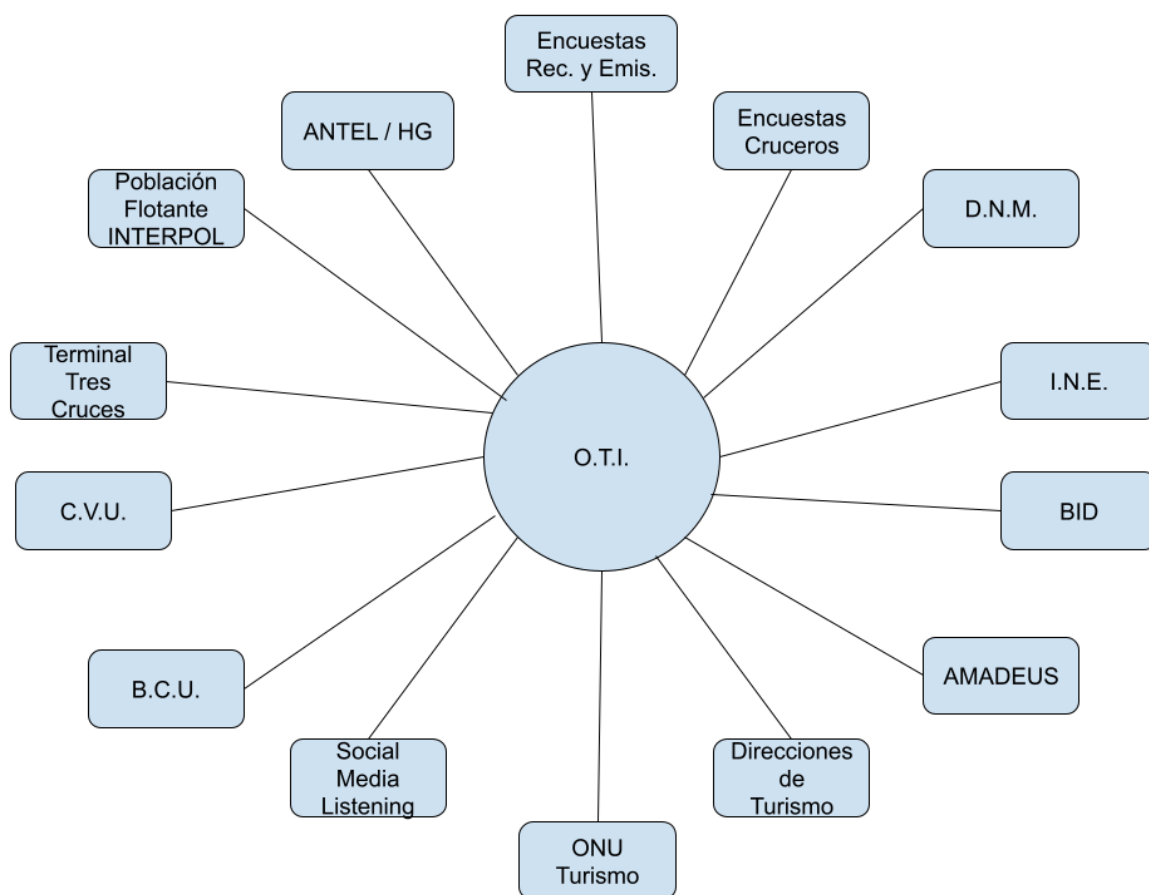 Encuestas
Rec. y Emis.
ANTEL / HG
Encuestas
Cruceros
Población
Flotante
INTERPOL
D.N.M.
Terminal
Tres
Cruces
I.N.E.
O.T.I.
C.V.U.
BID
B.C.U.
AMADEUS
Social
Media
Listening
Direcciones
de
Turismo
ONU
Turismo